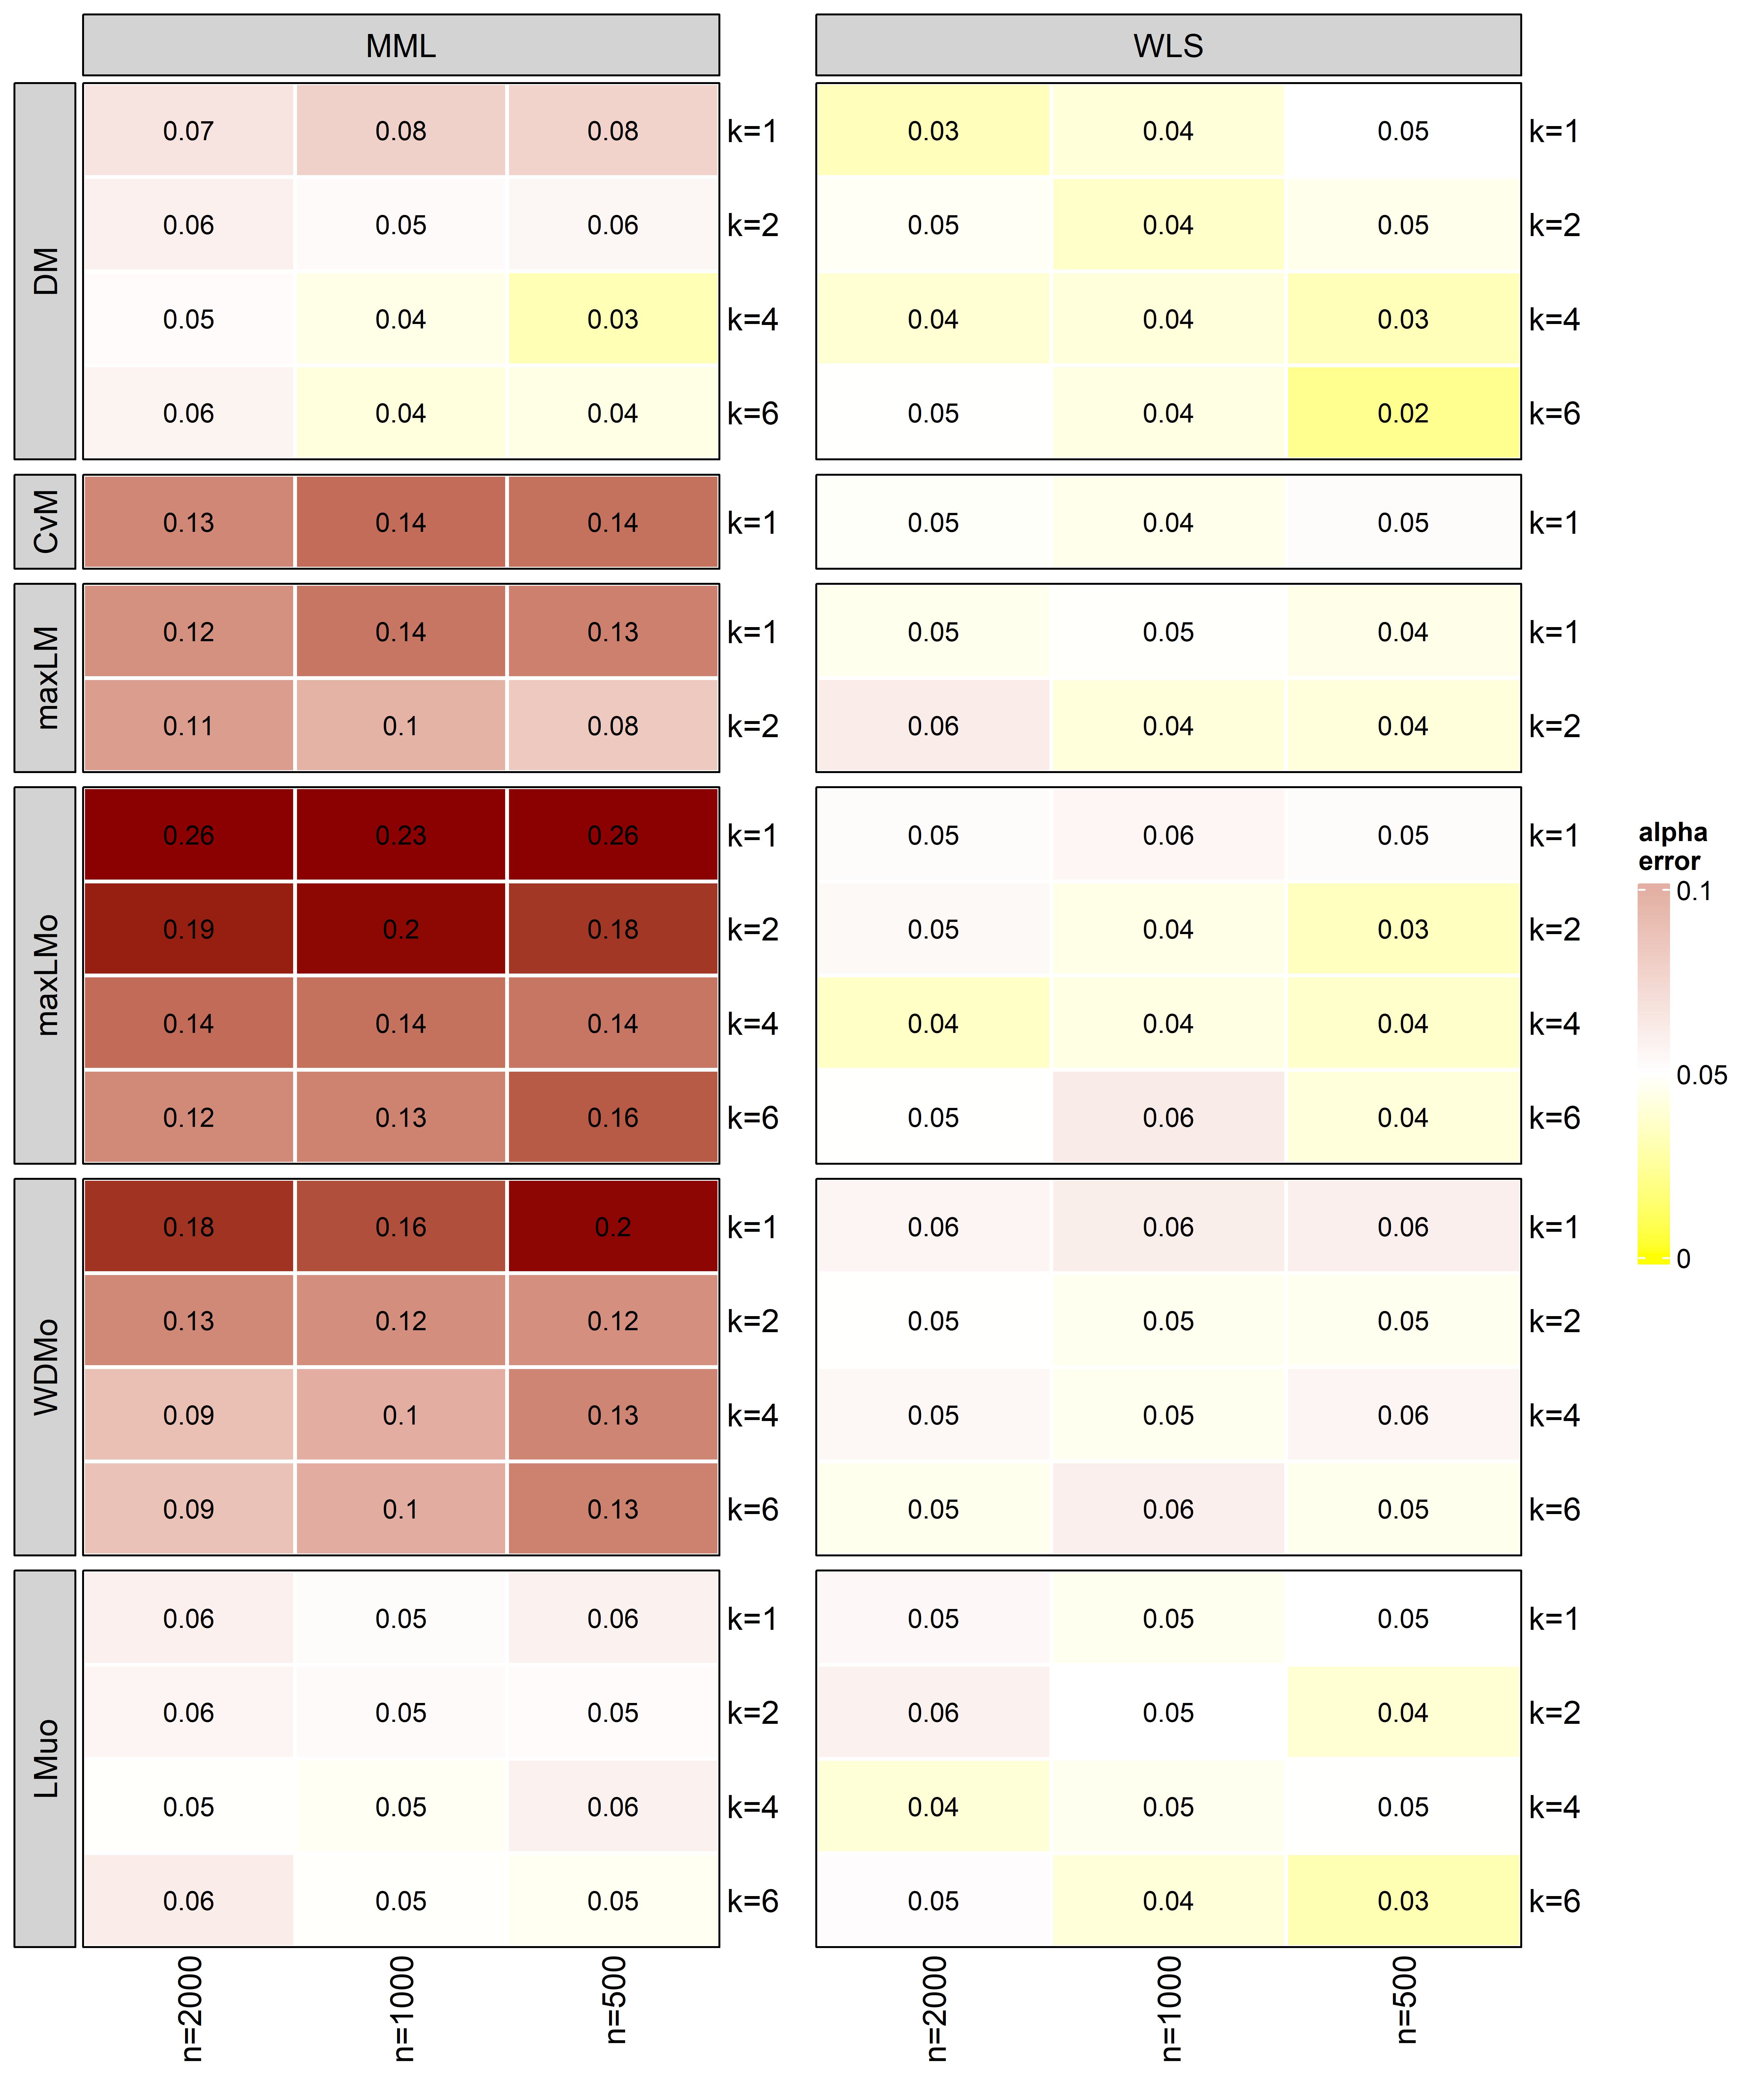 MML WLS
DM
0.07 0.08 0.08 k=1 0.03 0.04 0.05 k=1
0.06 0.05 0.06 k=2 0.05 0.04 0.05 k=2
0.05 0.04 0.03 k=4 0.04 0.04 0.03 k=4
0.06 0.04 0.04 k=6 0.05 0.04 0.02 k=6
CvM
0.13 0.14 0.14 k=1 0.05 0.04 0.05 k=1
maxLM
0.12 0.14 0.13 k=1 0.05 0.05 0.04 k=1
0.11 0.1 0.08 k=2 0.06 0.04 0.04 k=2
maxLMo
0.26 0.23 0.26 k=1 0.05 0.06 0.05 k=1
0.19 0.2 0.18 k=2 0.05 0.04 0.03 k=2
0.14 0.14 0.14 k=4 0.04 0.04 0.04 k=4
0.12 0.13 0.16 k=6 0.05 0.06 0.04 k=6
WDMo
0.18 0.16 0.2 k=1 0.06 0.06 0.06 k=1
0.13 0.12 0.12 k=2 0.05 0.05 0.05 k=2
0.09 0.1 0.13 k=4 0.05 0.05 0.06 k=4
0.09 0.1 0.13 k=6 0.05 0.06 0.05 k=6
LMuo
0.06 0.05 0.06 k=1 0.05 0.05 0.05 k=1
0.06 0.05 0.05 k=2 0.06 0.05 0.04 k=2
0.05 0.05 0.06 k=4 0.04 0.05 0.05 k=4
0.06 0.05 0.05 k=6 0.05 0.04 0.03 k=6
n=2000 n=1000 n=500 n=2000 n=1000 n=500
alpha
error
0.1
0.05
0